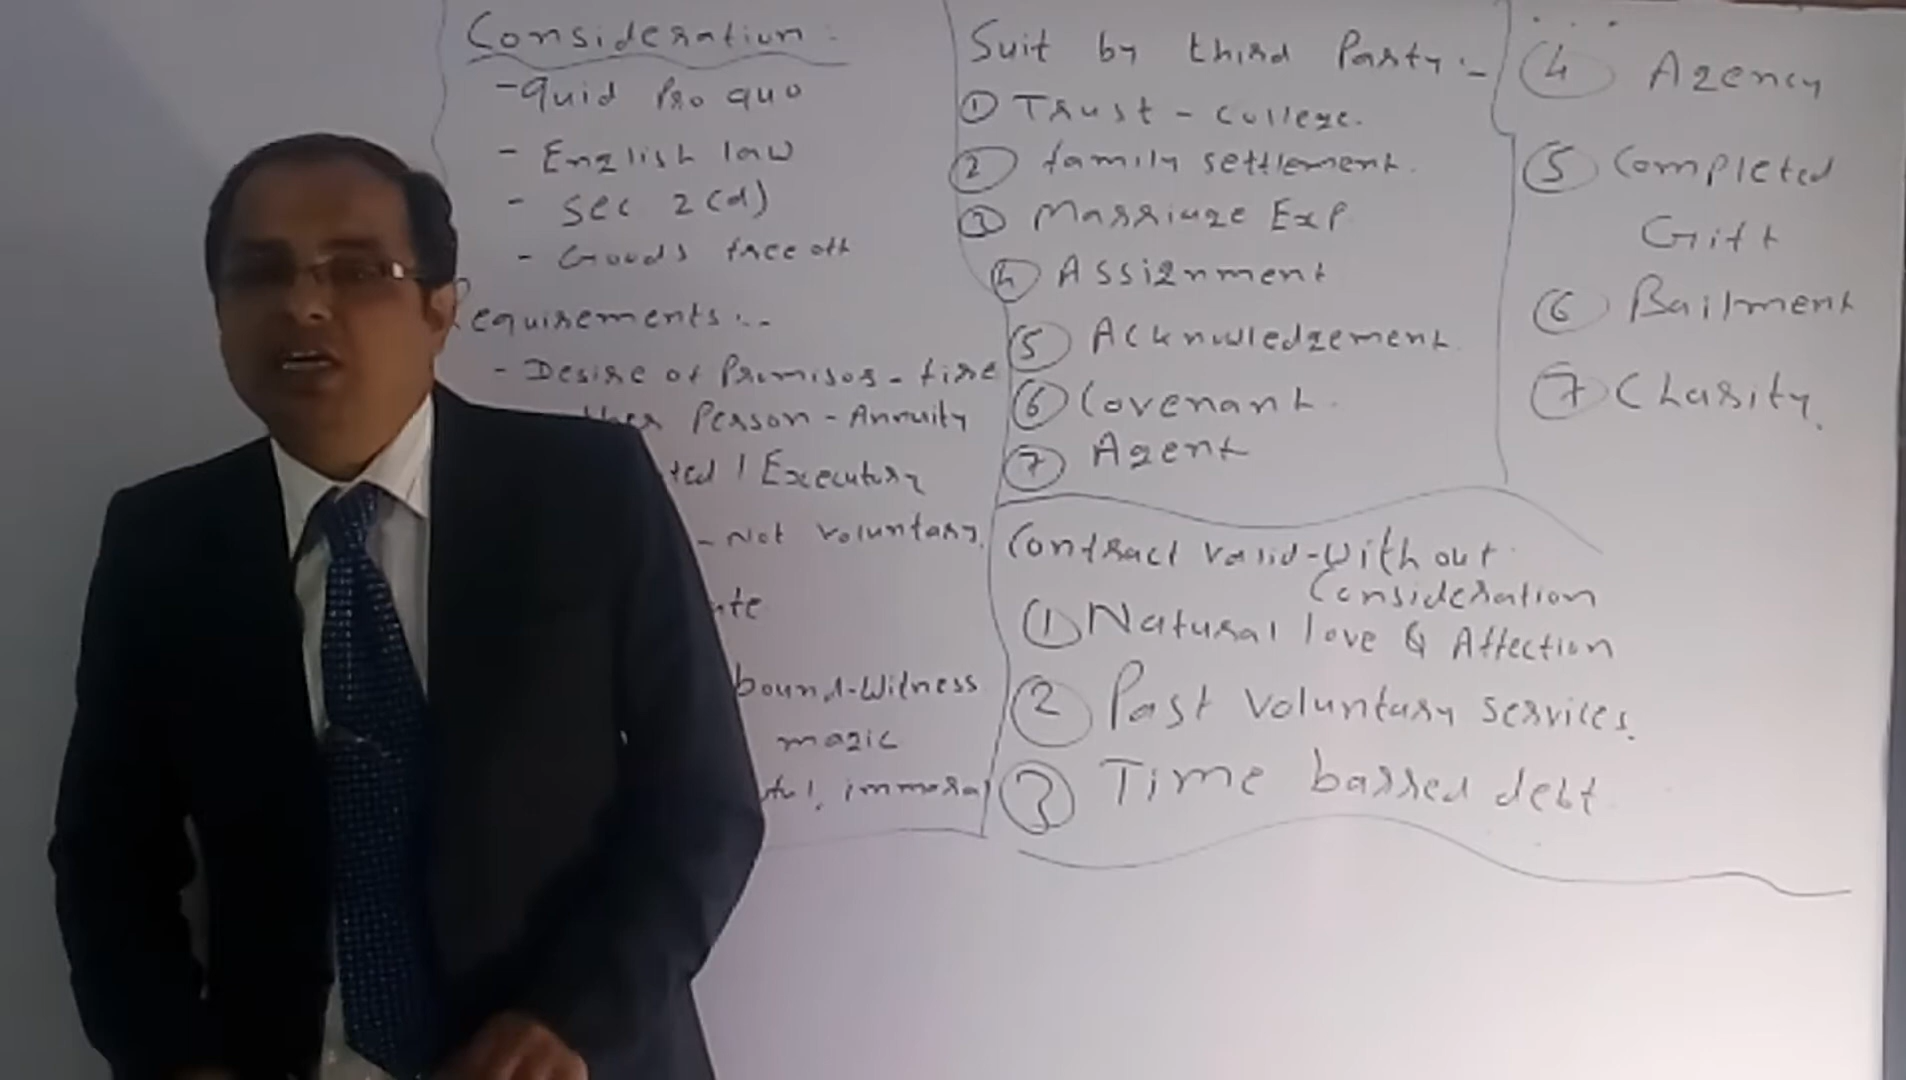 Consideration :
- quid Pro quo
- English law
- Sec 2(d)
- Goods free off
Requirements :-
- Desire of Promisor - fire
Person - Annuity
/ Executory
- Not voluntary.
bound - Witness
magic
immoral
Suit by third Party :-
① Trust - College.
② family settlement.
③ Marriage Exp.
④ Assignment
⑤ Acknowledgement.
⑥ Covenant.
⑦ Agent
Contract valid - Without
Consideration
① Natural love & Affection
② Past voluntary services.
③ Time barred debt
④ Agency
⑤ Completed
Gift
⑥ Bailment
⑦ Charity.